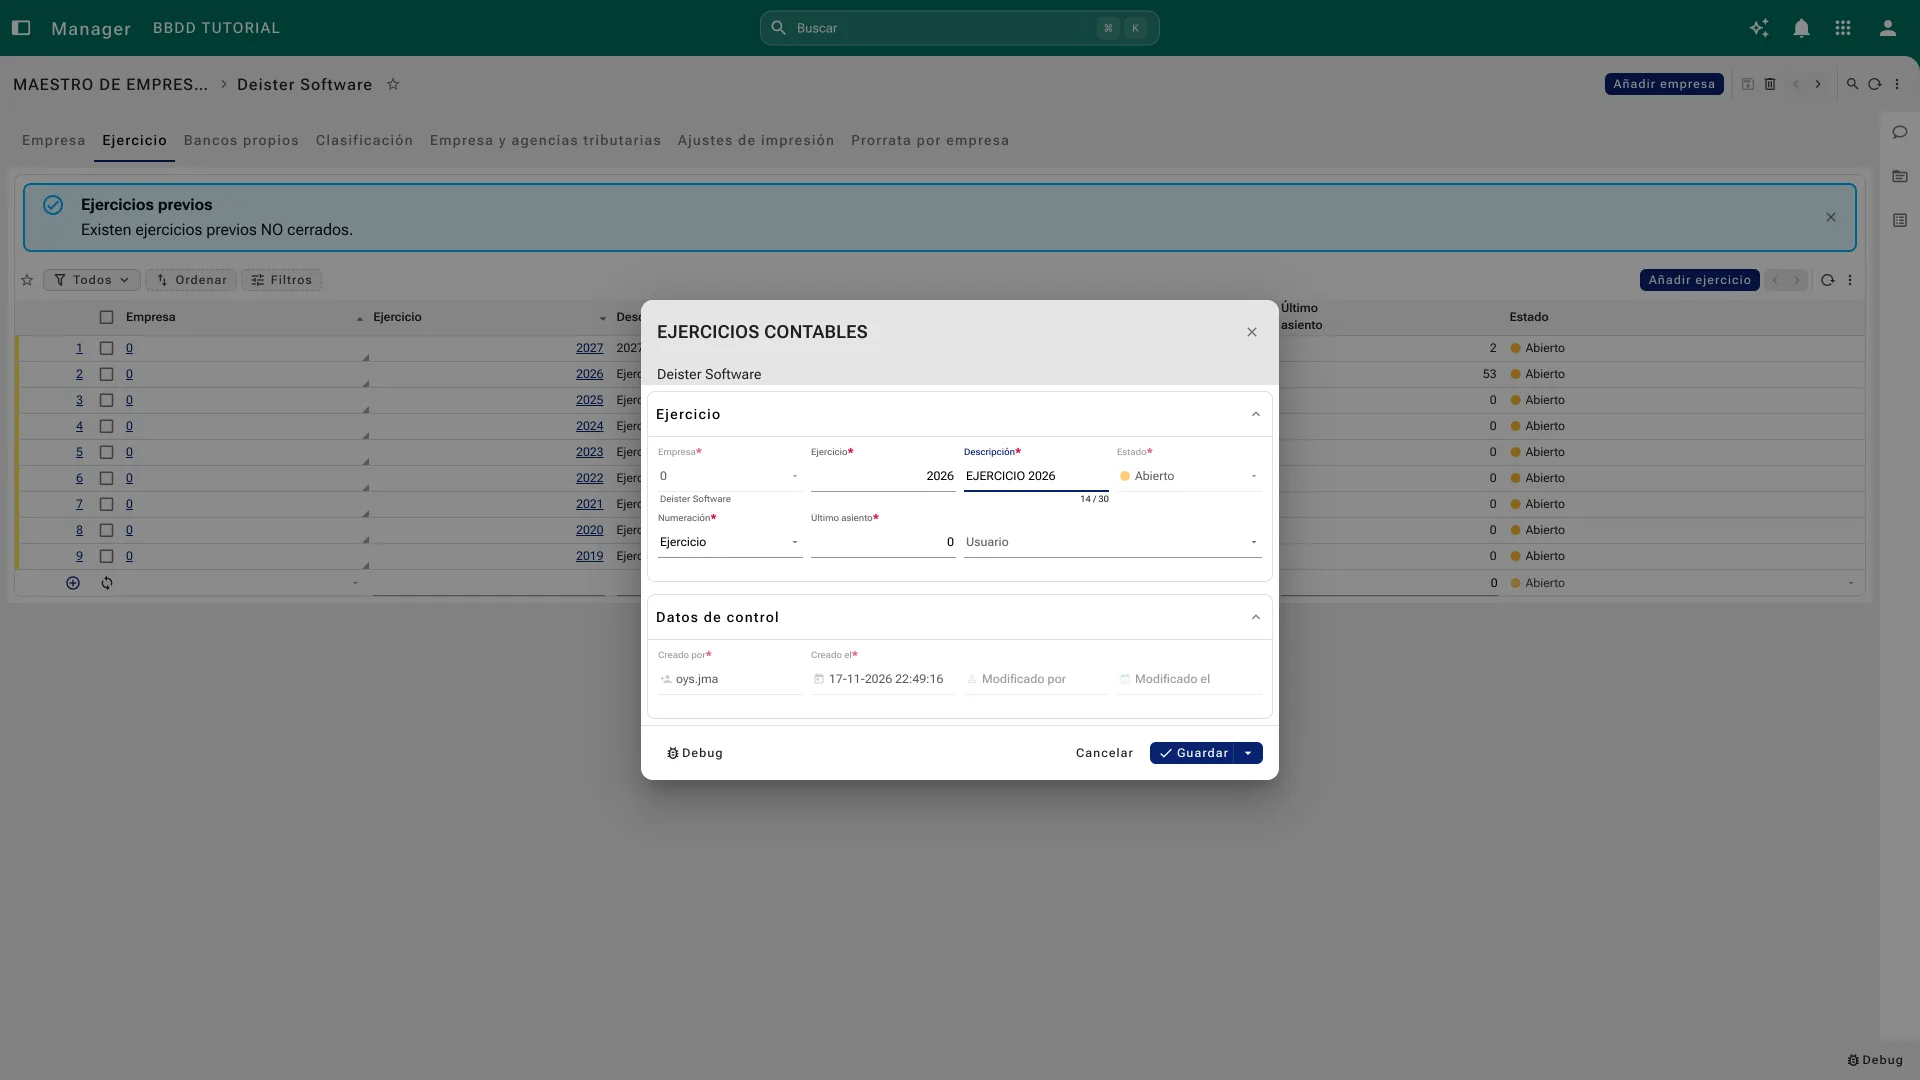 Manager
BBDD TUTORIAL
Buscar
⌘ K
MAESTRO DE EMPRES... > Deister Software
Añadir empresa
Empresa Ejercicio Bancos propios Clasificación Empresa y agencias tributarias Ajustes de impresión Prorrata por empresa
Ejercicios previos
Existen ejercicios previos NO cerrados.
Todos Ordenar Filtros
Añadir ejercicio
Empresa Ejercicio Último asiento Estado
1 0 2027 2027 2 Abierto
2 0 2026 53 Abierto
3 0 2025 0 Abierto
4 0 2024 0 Abierto
5 0 2023 0 Abierto
6 0 2022 0 Abierto
7 0 2021 0 Abierto
8 0 2020 0 Abierto
9 0 2019 0 Abierto
0 Abierto
EJERCICIOS CONTABLES
Deister Software
Ejercicio
Empresa* Ejercicio* Descripción* Estado*
0 2026 EJERCICIO 2026 Abierto
Deister Software 14 / 30
Numeración* Último asiento*
Ejercicio 0 Usuario
Datos de control
Creado por* Creado el*
oys.jma 17-11-2026 22:49:16 Modificado por Modificado el
Debug Cancelar Guardar
Debug